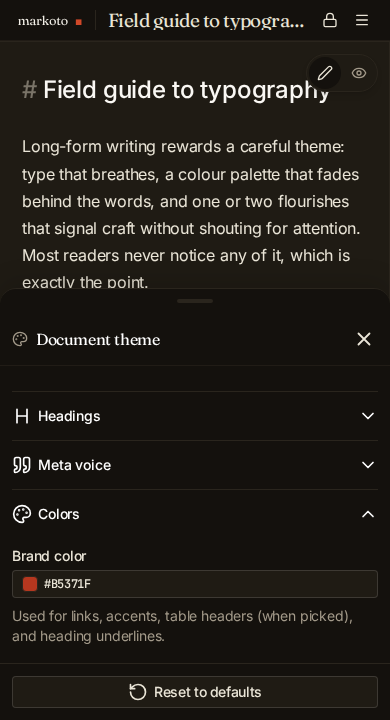 markoto
Field guide to typogra...
# Field guide to typography
Long-form writing rewards a careful theme:
type that breathes, a colour palette that fades
behind the words, and one or two flourishes
that signal craft without shouting for attention.
Most readers never notice any of it, which is
exactly the point.
Document theme
Headings
Meta voice
Colors
Brand color
#B5371F
Used for links, accents, table headers (when picked),
and heading underlines.
Reset to defaults